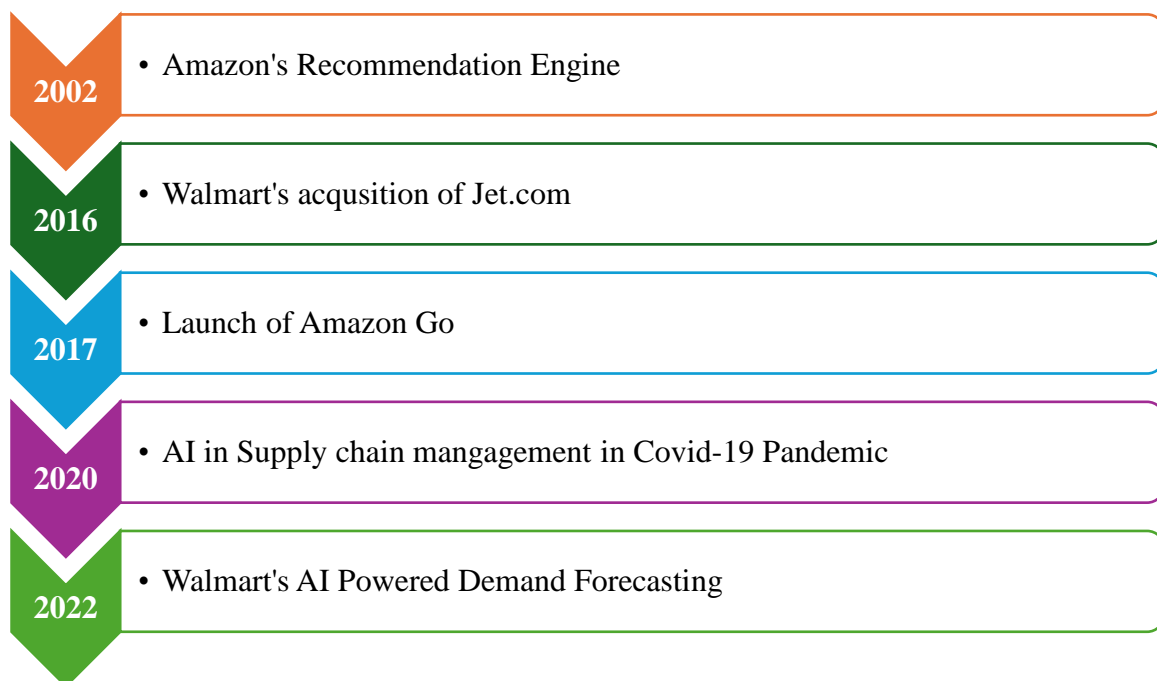 2002
• Amazon's Recommendation Engine
2016
• Walmart's acqusition of Jet.com
2017
• Launch of Amazon Go
2020
• AI in Supply chain mangagement in Covid-19 Pandemic
2022
• Walmart's AI Powered Demand Forecasting